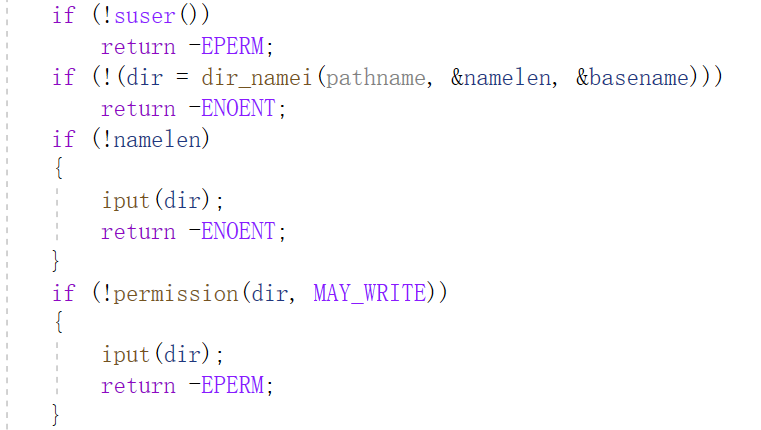 if (!suser())
    return -EPERM;
if (!(dir = dir_namei(pathname, &namelen, &basename)))
    return -ENOENT;
if (!namelen)
{
    iput(dir);
    return -ENOENT;
}
if (!permission(dir, MAY_WRITE))
{
    iput(dir);
    return -EPERM;
}